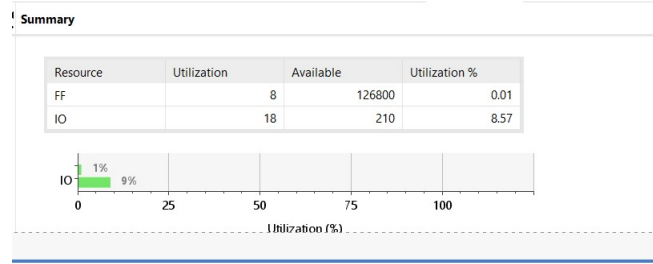 Summary
Resource Utilization Available Utilization %
FF 8 126800 0.01
IO 18 210 8.57
1%
IO 9%
0 25 50 75 100
Utilization (%)